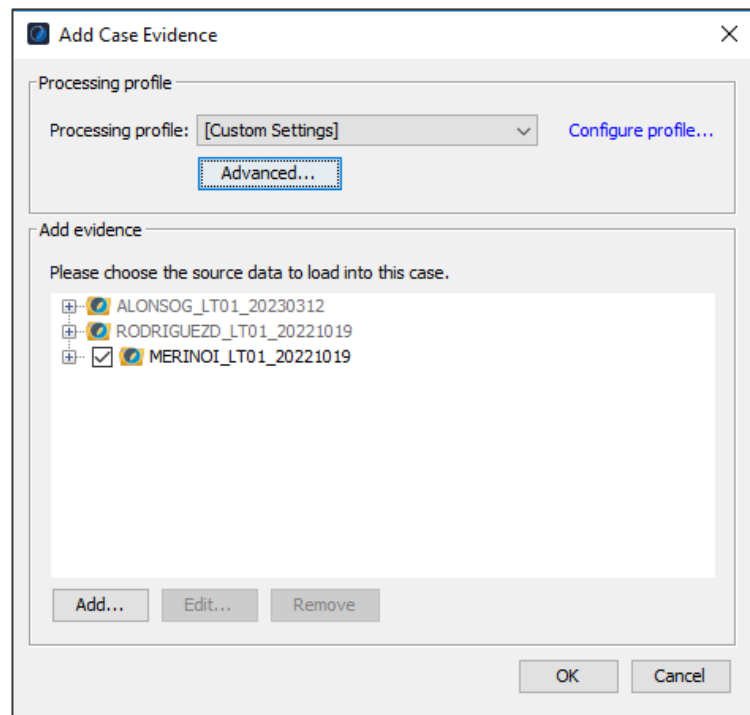 Add Case Evidence
Processing profile
Processing profile: [Custom Settings] Configure profile...
Advanced...
Add evidence
Please choose the source data to load into this case.
ALONSOG_LT01_20230312
RODRIGUEZD_LT01_20221019
MERINOI_LT01_20221019
Add... Edit... Remove
OK Cancel